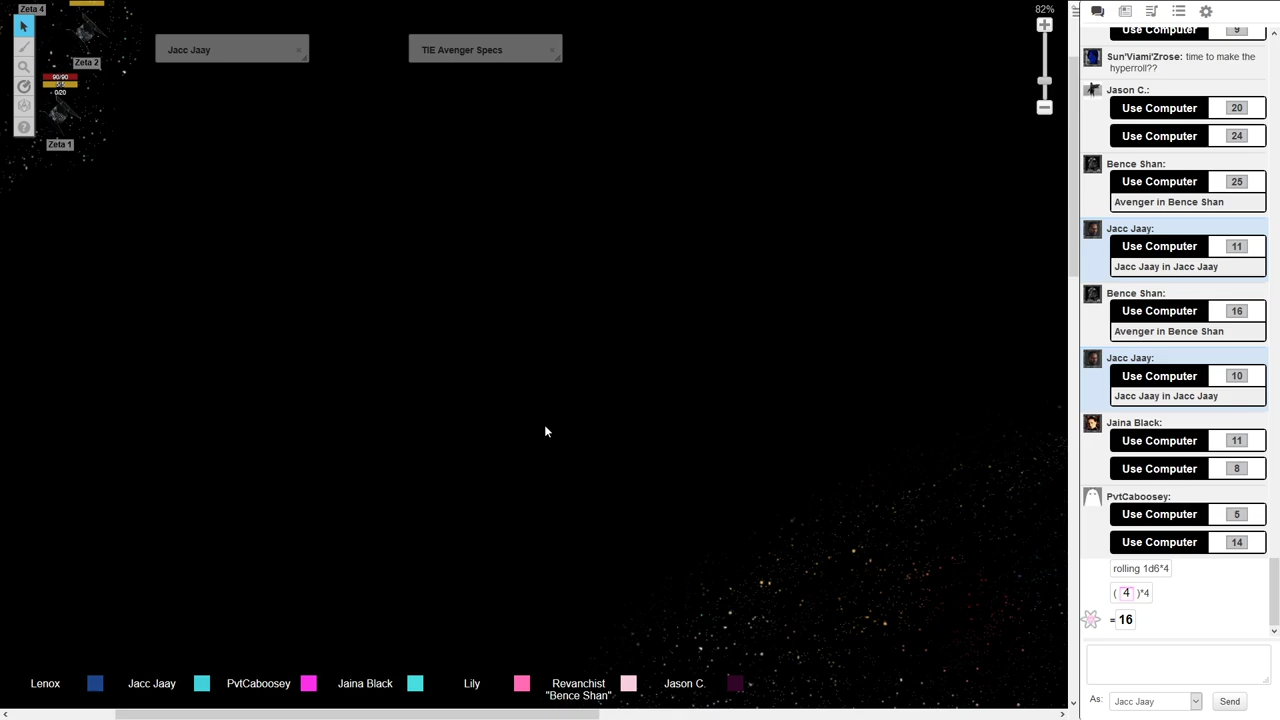 Zeta 4
Zeta 2
90/90
0/20
Zeta 1
Jacc Jaay ×
TIE Avenger Specs ×
82%
9
Sun'Viami'Zrose: time to make the
hyperroll??
Jason C.:
Use Computer 20
Use Computer 24
Bence Shan:
Use Computer 25
Avenger in Bence Shan
Jacc Jaay:
Use Computer 11
Jacc Jaay in Jacc Jaay
Bence Shan:
Use Computer 16
Avenger in Bence Shan
Jacc Jaay:
Use Computer 10
Jacc Jaay in Jacc Jaay
Jaina Black:
Use Computer 11
Use Computer 8
PvtCaboosey:
Use Computer 5
Use Computer 14
rolling 1d6*4
( 4 )*4
= 16
As: Jacc Jaay Send
Lenox Jacc Jaay PvtCaboosey Jaina Black Lily Revanchist Jason C.
"Bence Shan"